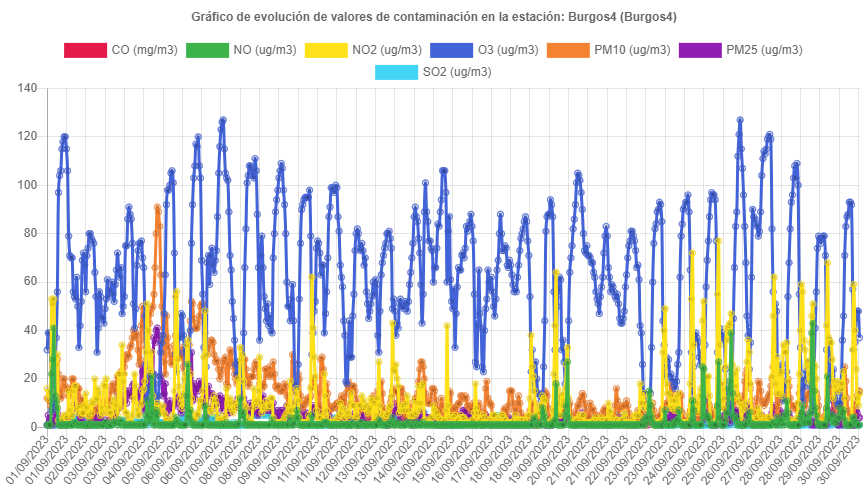 Gráfico de evolución de valores de contaminación en la estación: Burgos4 (Burgos4)
CO (mg/m3) NO (ug/m3) NO2 (ug/m3) O3 (ug/m3) PM10 (ug/m3) PM25 (ug/m3)
SO2 (ug/m3)
140
120
100
80
60
40
20
0
01/09/2023 01/09/2023 02/09/2023 03/09/2023 03/09/2023 04/09/2023 05/09/2023 06/09/2023 06/09/2023 07/09/2023 08/09/2023 08/09/2023 09/09/2023 10/09/2023 11/09/2023 11/09/2023 12/09/2023 13/09/2023 13/09/2023 14/09/2023 15/09/2023 16/09/2023 16/09/2023 17/09/2023 18/09/2023 18/09/2023 19/09/2023 20/09/2023 21/09/2023 21/09/2023 22/09/2023 23/09/2023 23/09/2023 24/09/2023 25/09/2023 25/09/2023 26/09/2023 27/09/2023 28/09/2023 28/09/2023 29/09/2023 30/09/2023 30/09/2023